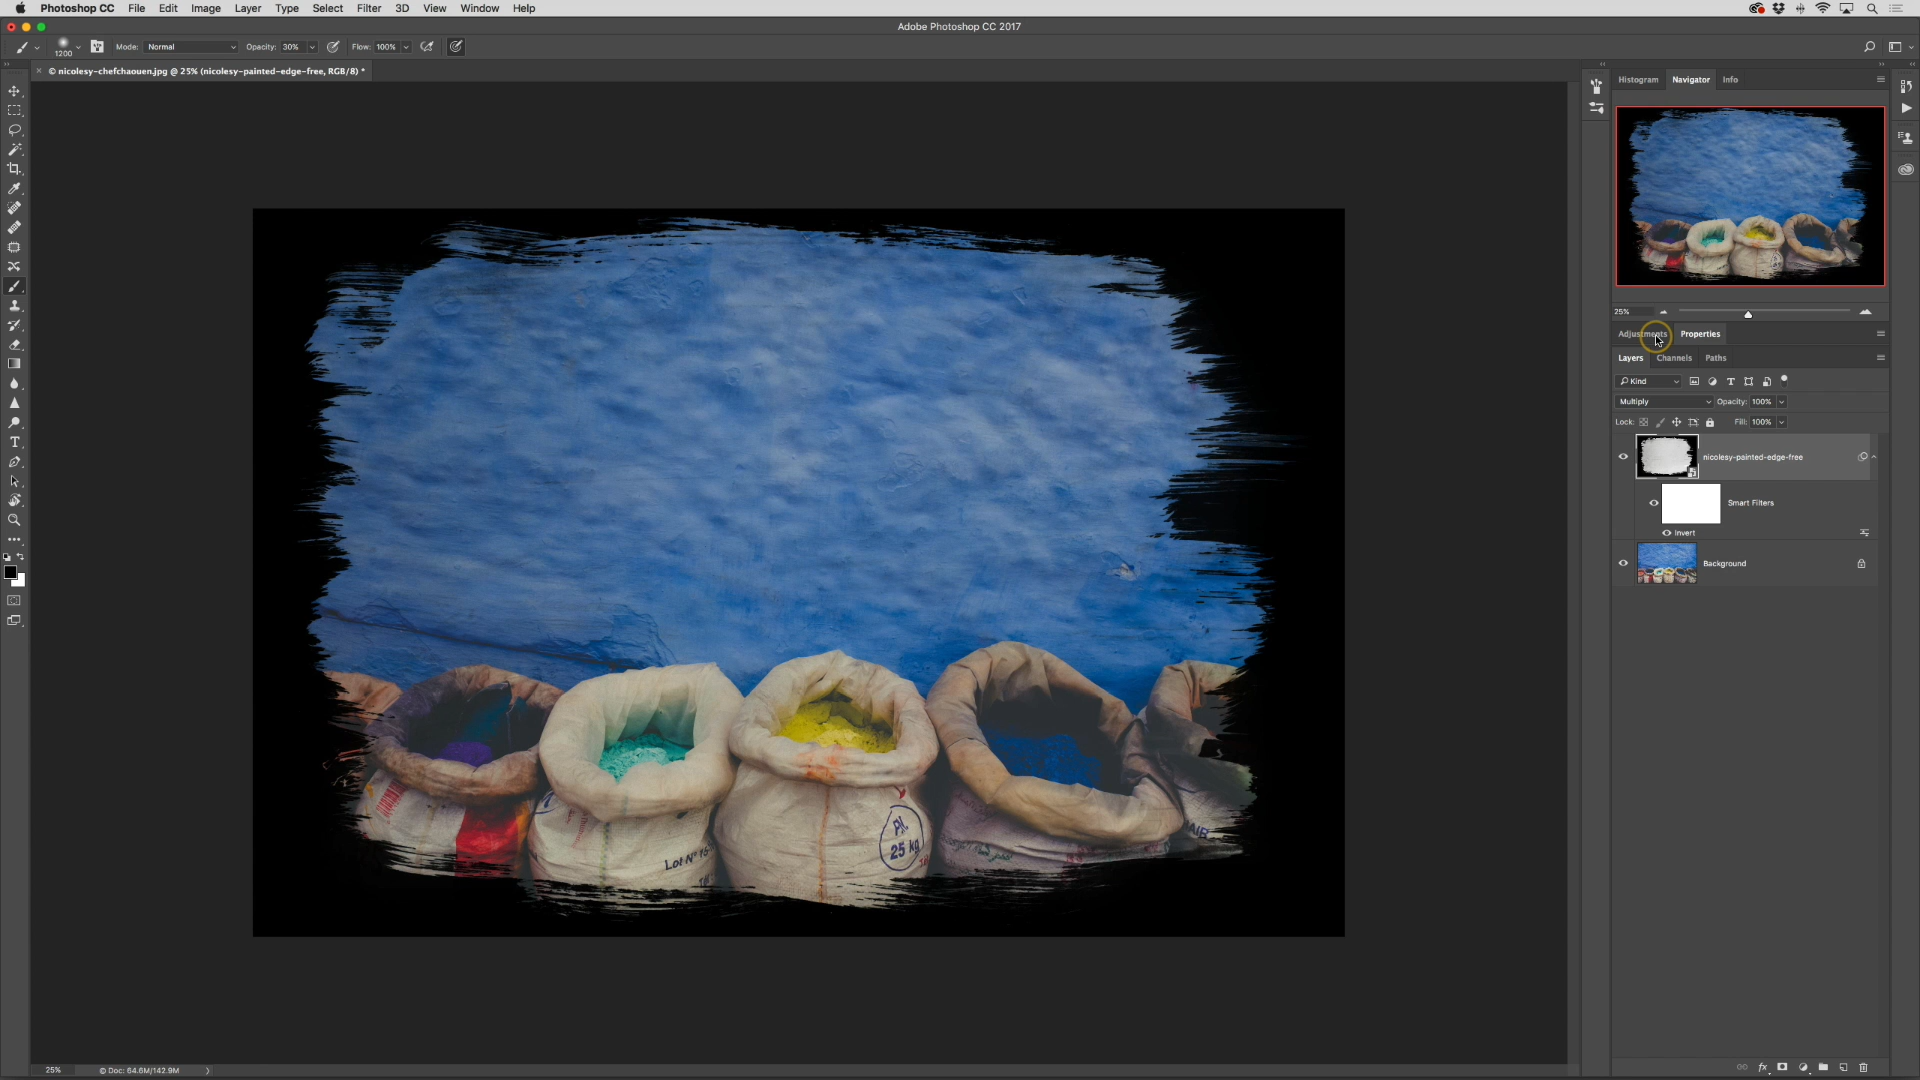 Photoshop CC File Edit Image Layer Type Select Filter 3D View Window Help
Adobe Photoshop CC 2017
1200 Mode: Normal Opacity: 30% Flow: 100%
© nicolesy-chefchaouen.jpg @ 25% (nicolesy-painted-edge-free, RGB/8) *
Histogram Navigator Info
25%
Adjustments Properties
Layers Channels Paths
Kind
Multiply Opacity: 100%
Lock: Fill: 100%
nicolesy-painted-edge-free
Smart Filters
Invert
Background
25 kg
Lot N° 15
25% © Doc: 64.6M/142.9M